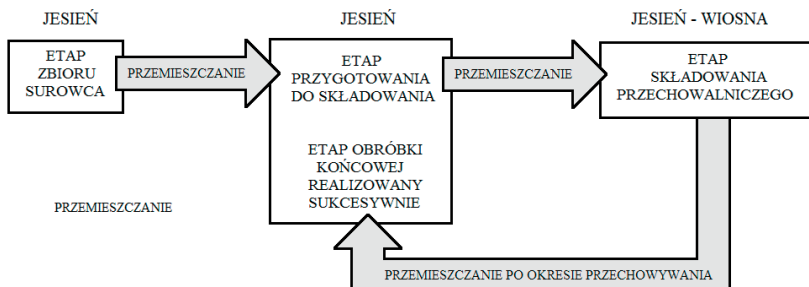 JESIEŃ
ETAP
ZBIORU
SUROWCA
PRZEMIESZCZANIE
JESIEŃ
ETAP
PRZYGOTOWANIA
DO SKŁADOWANIA
ETAP OBRÓBKI
KOŃCOWEJ
REALIZOWANY
SUKCESYWNIE
PRZEMIESZCZANIE
JESIEŃ - WIOSNA
ETAP
SKŁADOWANIA
PRZECHOWALNICZEGO
PRZEMIESZCZANIE
PRZEMIESZCZANIE PO OKRESIE PRZECHOWYWANIA